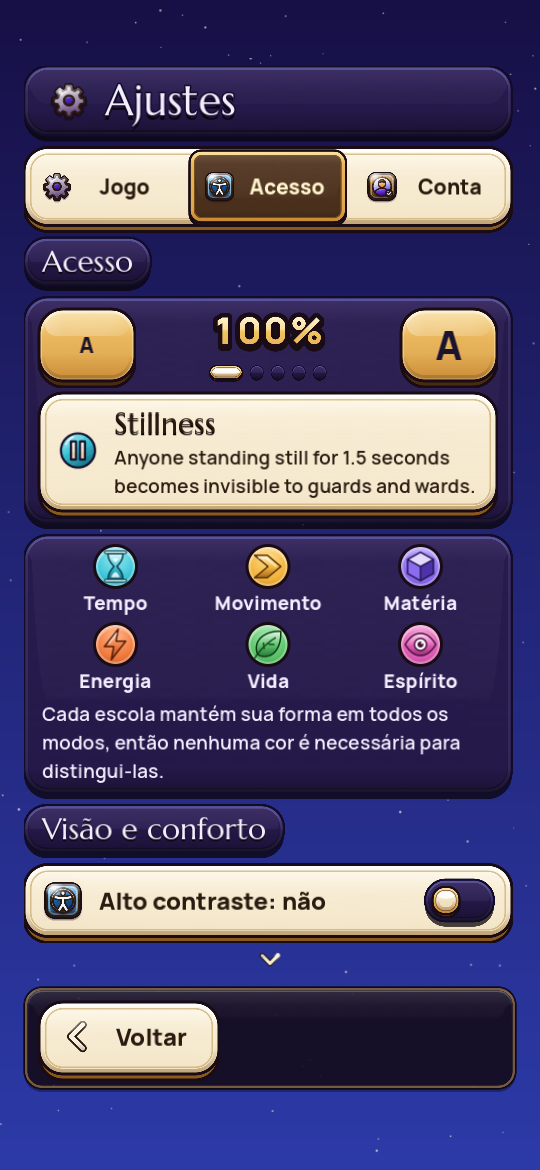 Ajustes
Jogo
Acesso
Conta
Acesso
A
100%
A
Stillness
Anyone standing still for 1.5 seconds
becomes invisible to guards and wards.
Tempo
Movimento
Matéria
Energia
Vida
Espírito
Cada escola mantém sua forma em todos os
modos, então nenhuma cor é necessária para
distingui-las.
Visão e conforto
Alto contraste: não
Voltar